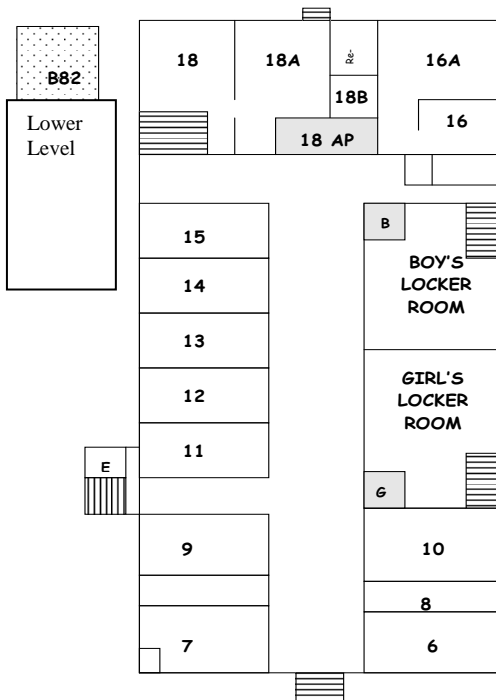 18
18A
Re-
16A
B82
18B
Lower
Level
16
18 AP
B
15
BOY'S
LOCKER
ROOM
14
13
GIRL'S
LOCKER
ROOM
12
11
E
G
9
10
8
7
6